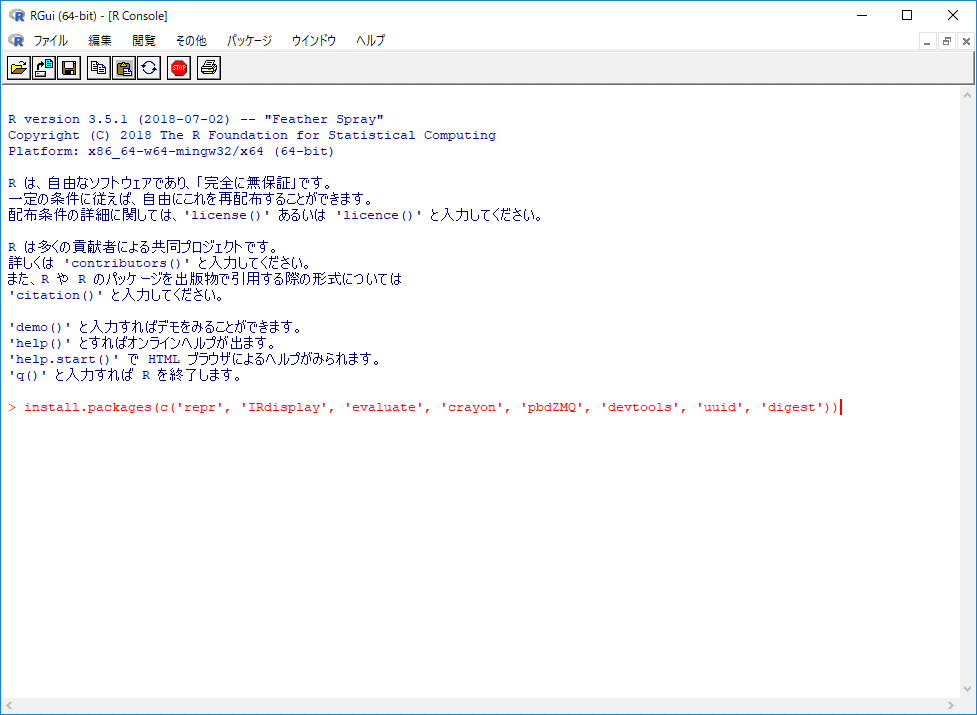 RGui (64-bit) - [R Console]
ファイル 編集 閲覧 その他 パッケージ ウインドウ ヘルプ
STOP
R version 3.5.1 (2018-07-02) -- "Feather Spray"
Copyright (C) 2018 The R Foundation for Statistical Computing
Platform: x86_64-w64-mingw32/x64 (64-bit)
R は、自由なソフトウェアであり、「完全に無保証」です。
一定の条件に従えば、自由にこれを再配布することができます。
配布条件の詳細に関しては、'license()' あるいは 'licence()' と入力してください。
R は多くの貢献者による共同プロジェクトです。
詳しくは 'contributors()' と入力してください。
また、R や R のパッケージを出版物で引用する際の形式については
'citation()' と入力してください。
'demo()' と入力すればデモをみることができます。
'help()' とすればオンラインヘルプが出ます。
'help.start()' で HTML ブラウザによるヘルプがみられます。
'q()' と入力すれば R を終了します。
> install.packages(c('repr', 'IRdisplay', 'evaluate', 'crayon', 'pbdZMQ', 'devtools', 'uuid', 'digest'))